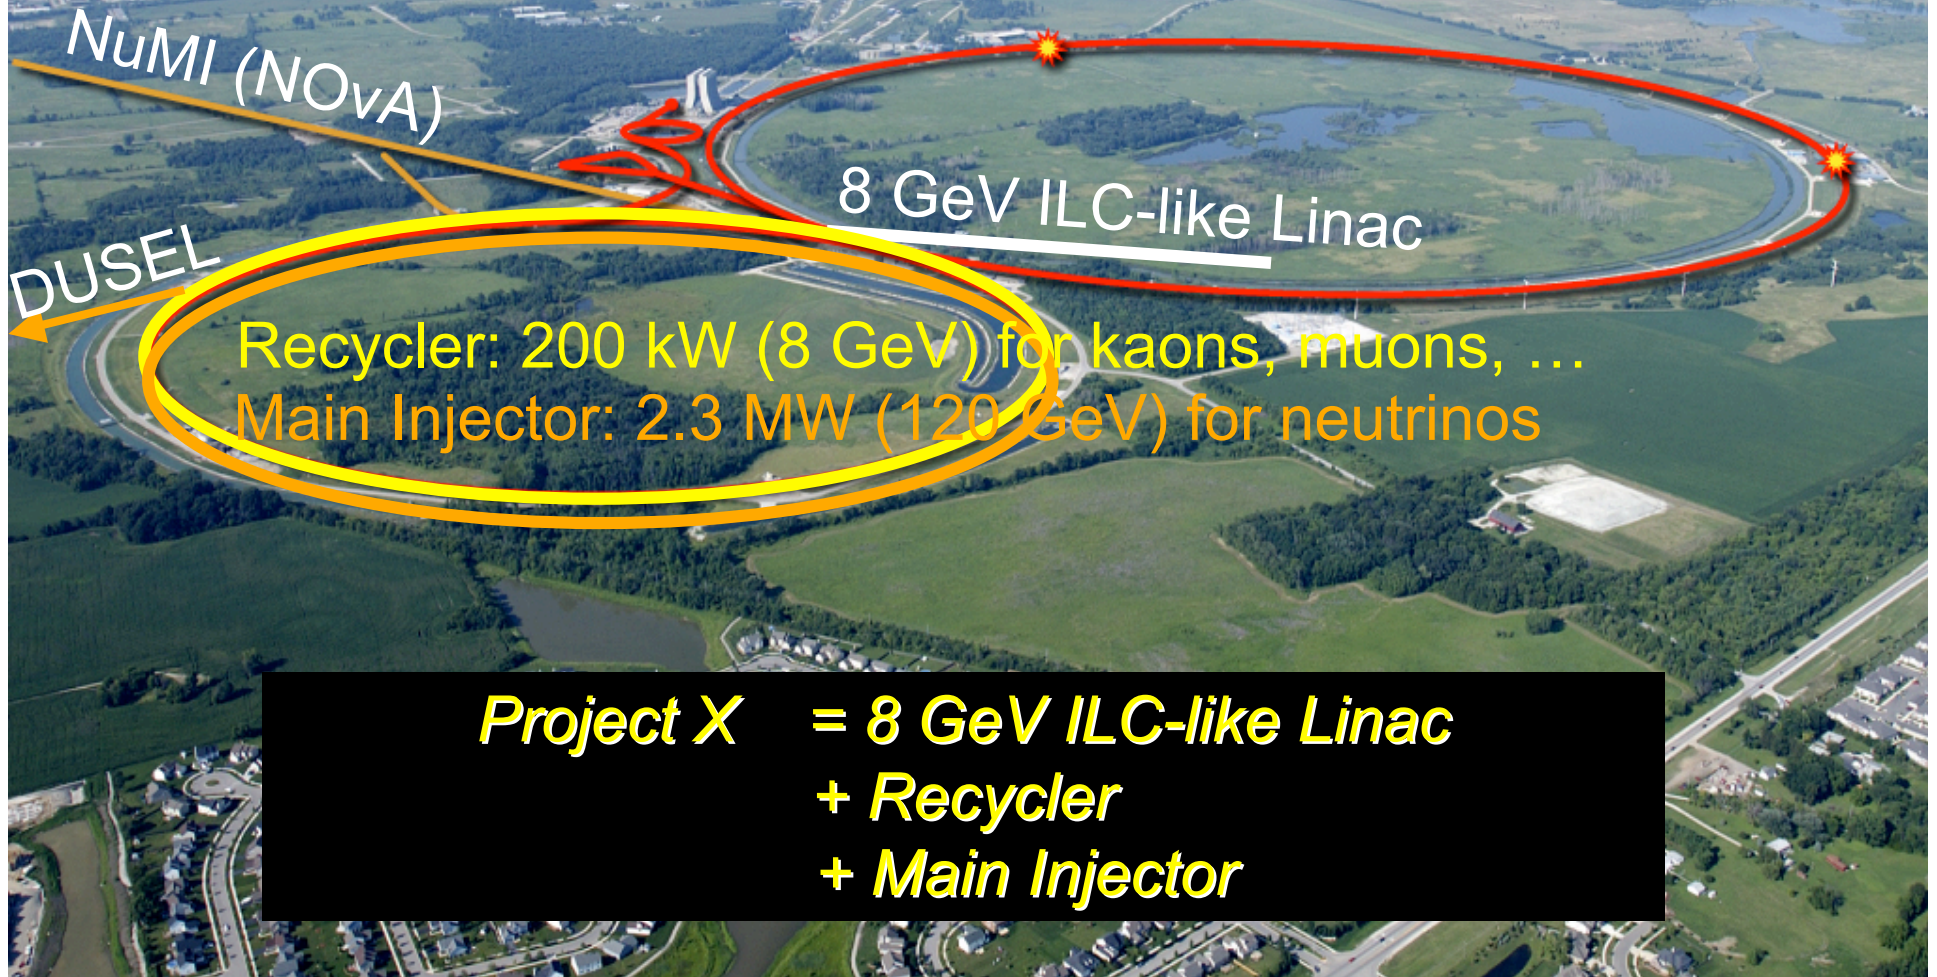 NuMI (NOvA)
8 GeV ILC-like Linac
DUSEL
Recycler: 200 kW (8 GeV) for kaons, muons, …
Main Injector: 2.3 MW (120 GeV) for neutrinos
Project X = 8 GeV ILC-like Linac
+ Recycler
+ Main Injector